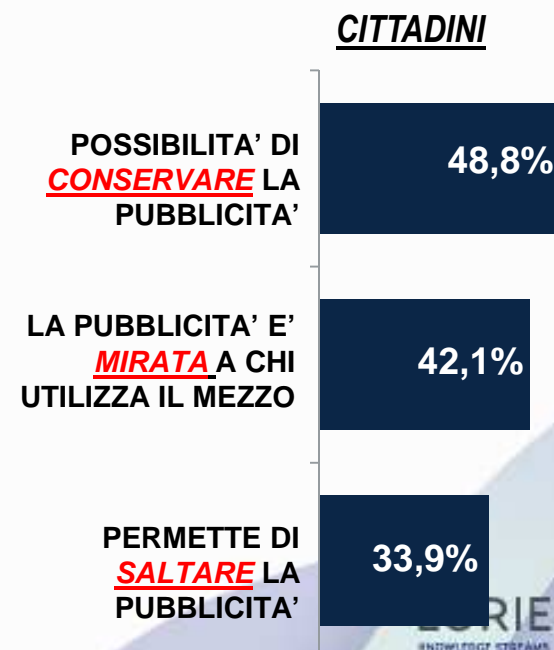 CITTADINI
POSSIBILITA’ DI
CONSERVARE LA
PUBBLICITA’
48,8%
LA PUBBLICITA’ E’
MIRATA A CHI
UTILIZZA IL MEZZO
42,1%
PERMETTE DI
SALTARE LA
PUBBLICITA’
33,9%